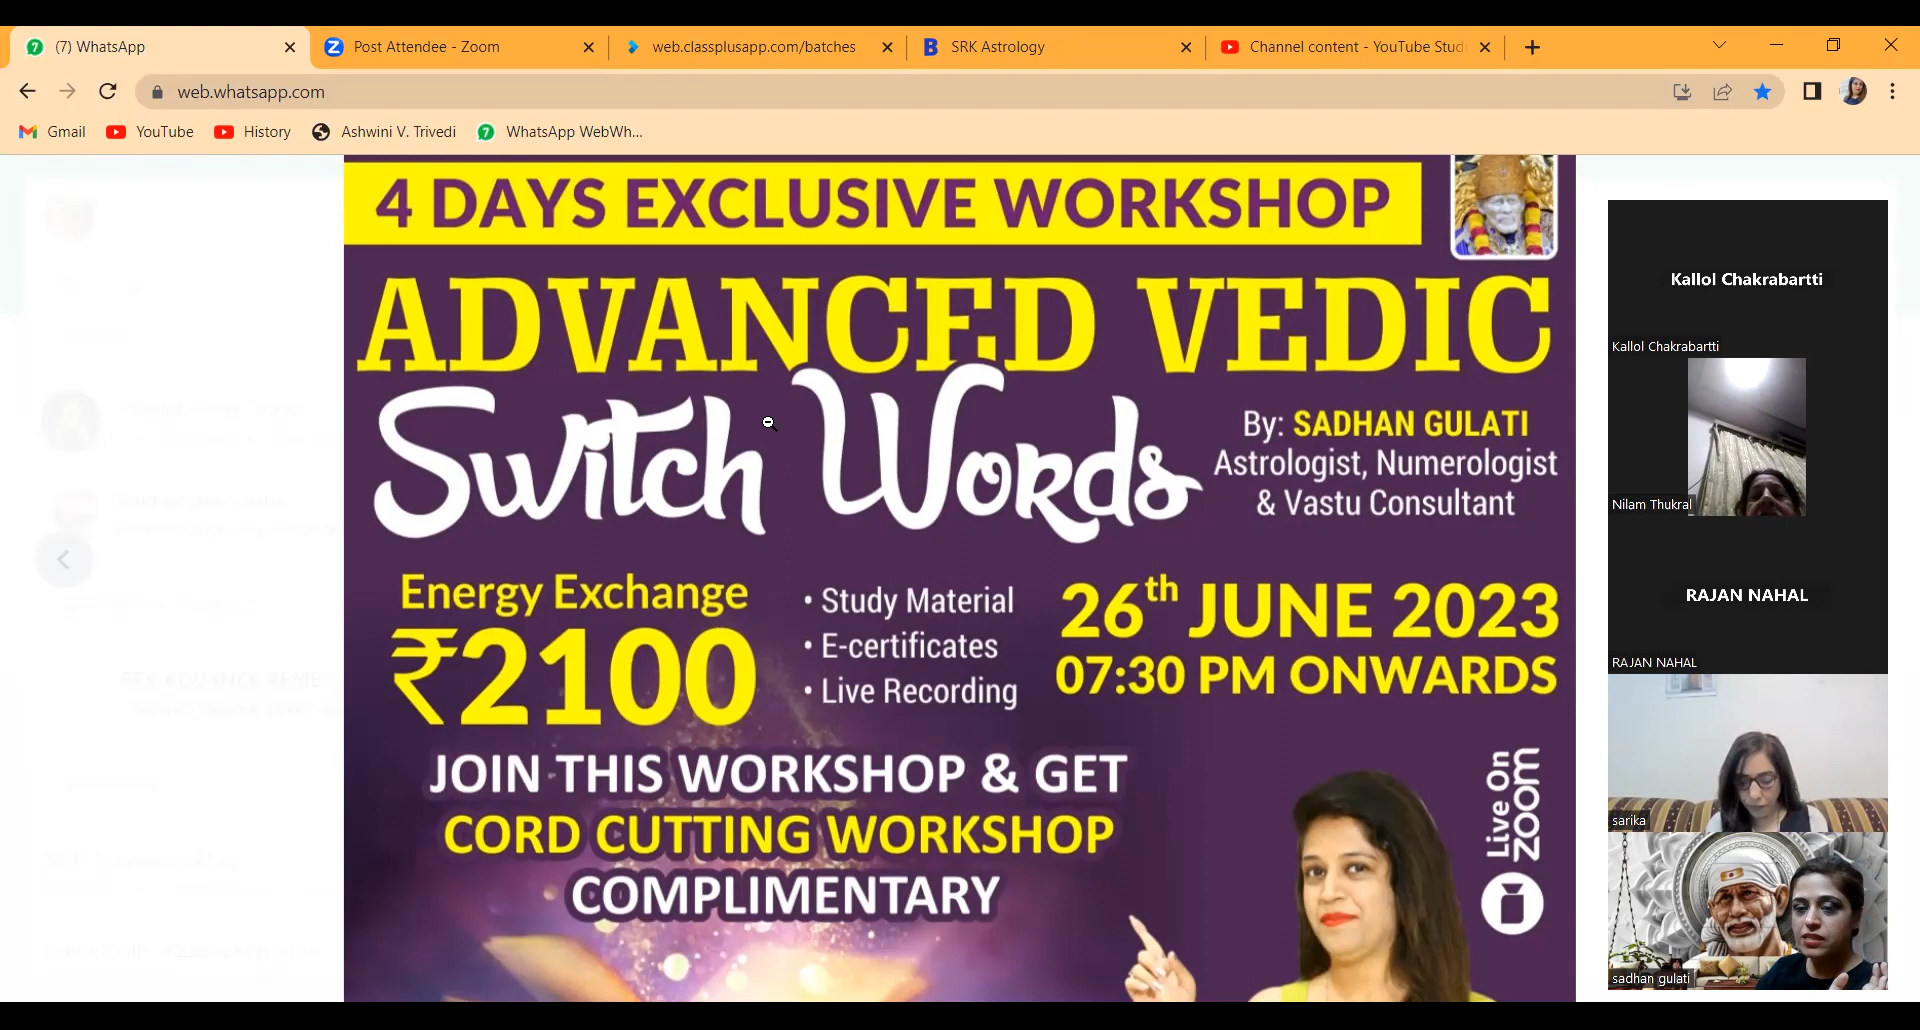 (7) WhatsApp
Post Attendee - Zoom
web.classplusapp.com/batches
SRK Astrology
Channel content - YouTube Stud
web.whatsapp.com
Gmail
YouTube
History
Ashwini V. Trivedi
WhatsApp WebWh...
4 DAYS EXCLUSIVE WORKSHOP
ADVANCED VEDIC
Switch Words
By: SADHAN GULATI
Astrologist, Numerologist
& Vastu Consultant
Energy Exchange
₹2100
• Study Material
• E-certificates
• Live Recording
26th JUNE 2023
07:30 PM ONWARDS
JOIN THIS WORKSHOP & GET
CORD CUTTING WORKSHOP
COMPLIMENTARY
Live On
zoom
Kallol Chakrabartti
Kallol Chakrabartti
Nilam Thukral
RAJAN NAHAL
RAJAN NAHAL
sarika
sadhan gulati